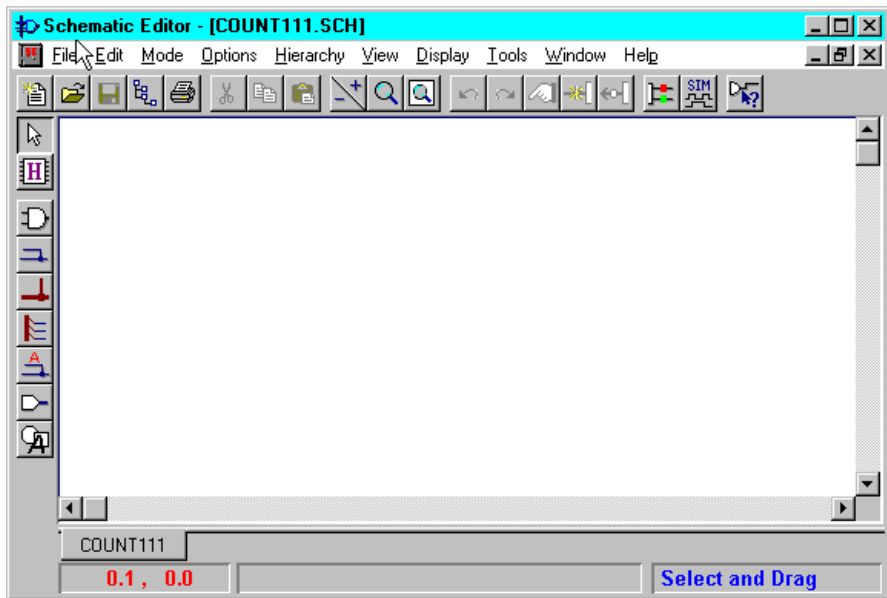 Schematic Editor - [COUNT111.SCH]
File Edit Mode Options Hierarchy View Display Tools Window Help
SIM
H
A
A
COUNT111
0.1 , 0.0 Select and Drag